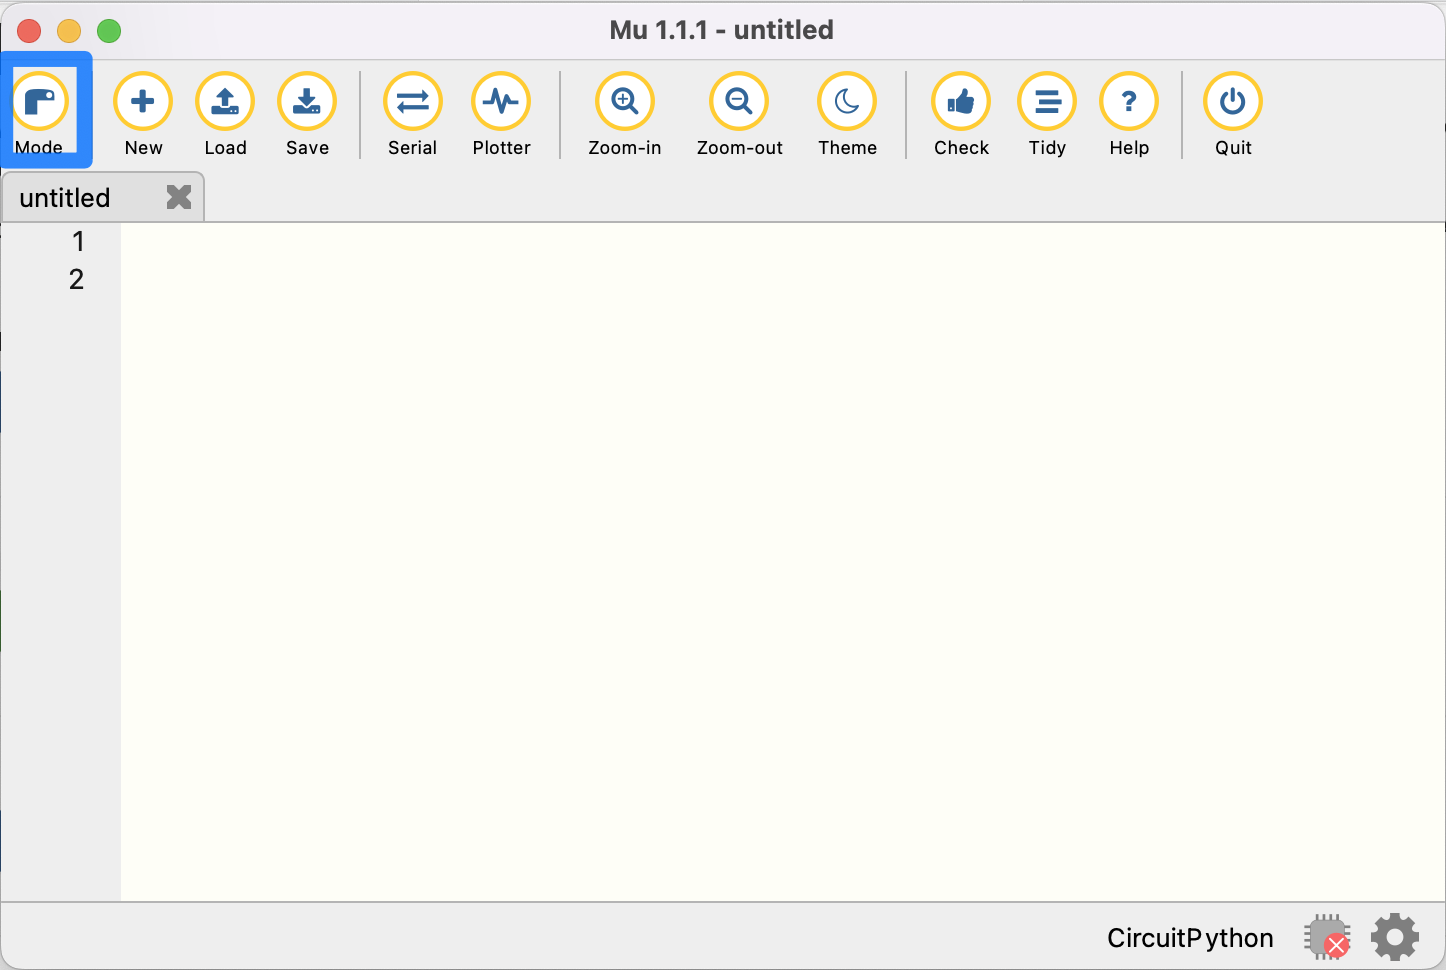 Mu 1.1.1 - untitled
Mode New Load Save Serial Plotter Zoom-in Zoom-out Theme Check Tidy Help Quit
untitled
1
2
CircuitPython